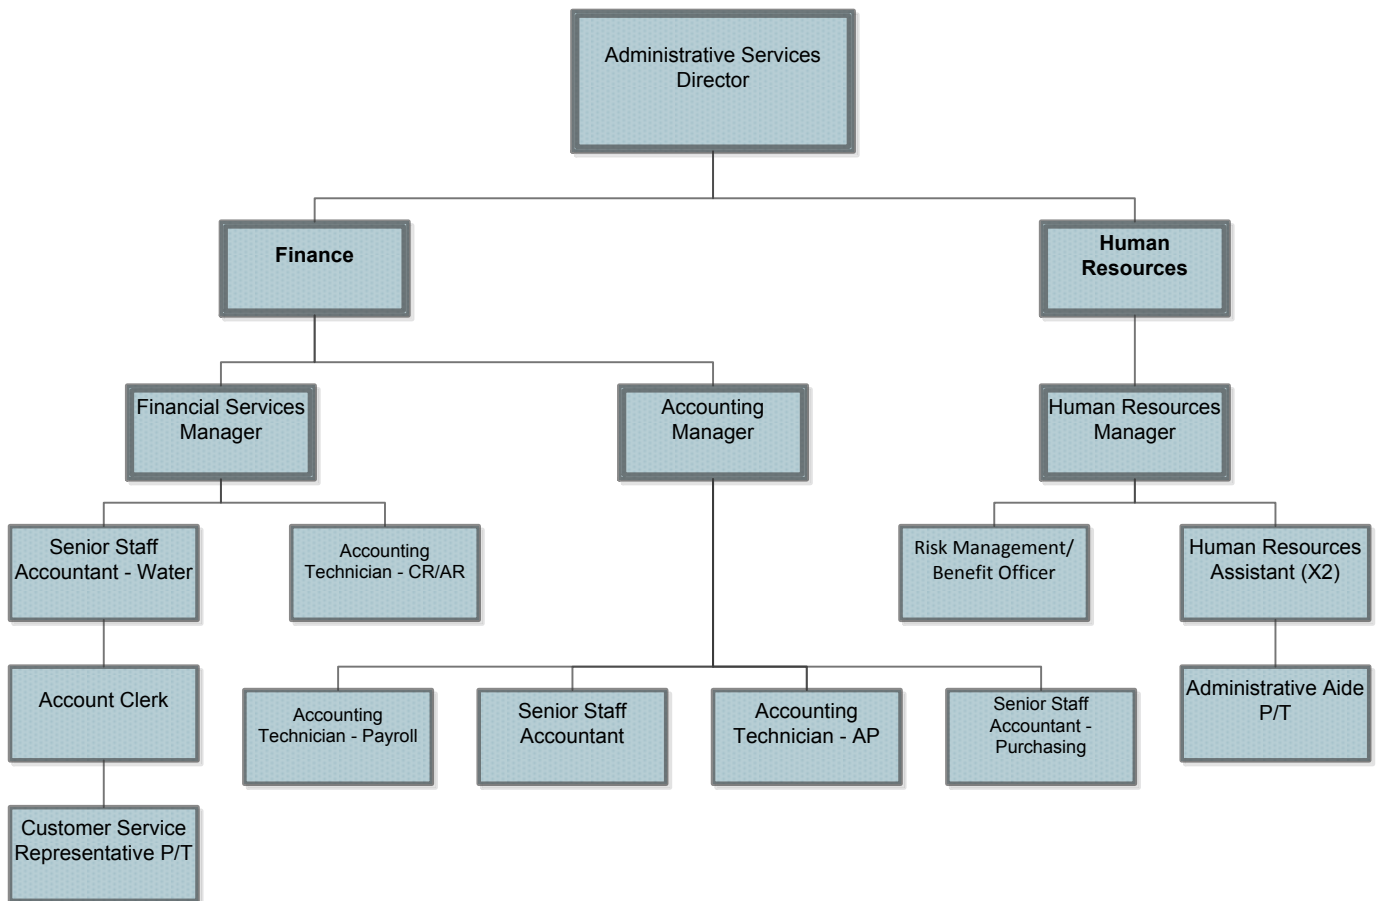 Administrative Services
Director
Finance
Human
Resources
Financial Services
Manager
Accounting
Manager
Human Resources
Manager
Senior Staff
Accountant - Water
Accounting
Technician - CR/AR
Risk Management/
Benefit Officer
Human Resources
Assistant (X2)
Account Clerk
Accounting
Technician - Payroll
Senior Staff
Accountant
Accounting
Technician - AP
Senior Staff
Accountant -
Purchasing
Administrative Aide
P/T
Customer Service
Representative P/T